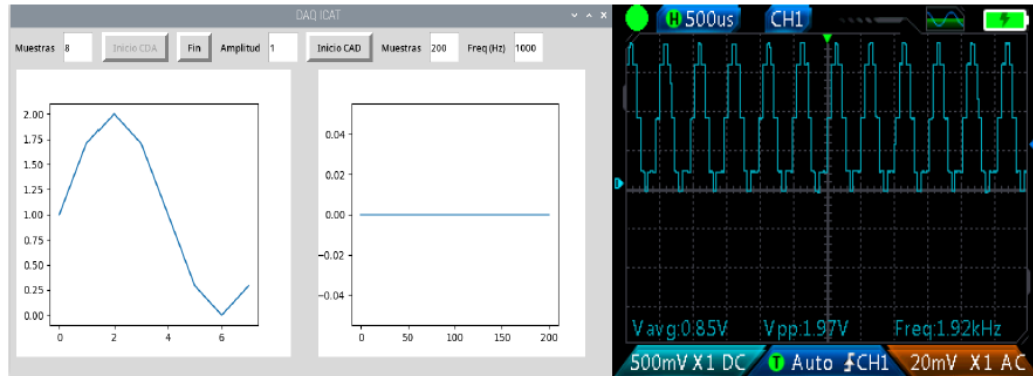 DAQ ICAT
Muestras 8 Inicio CDA Fin Amplitud 1 Inicio CAD Muestras 200 Freq (Hz) 1000
2.00
1.75
1.50
1.25
1.00
0.75
0.50
0.25
0.00
0 2 4 6
0.04
0.02
0.00
−0.02
−0.04
0 50 100 150 200
H 500us CH1
Vavg:0.85V Vpp:1.97V Freq:1.92kHz
500mV X1 DC T Auto CH1 20mV X1 AC